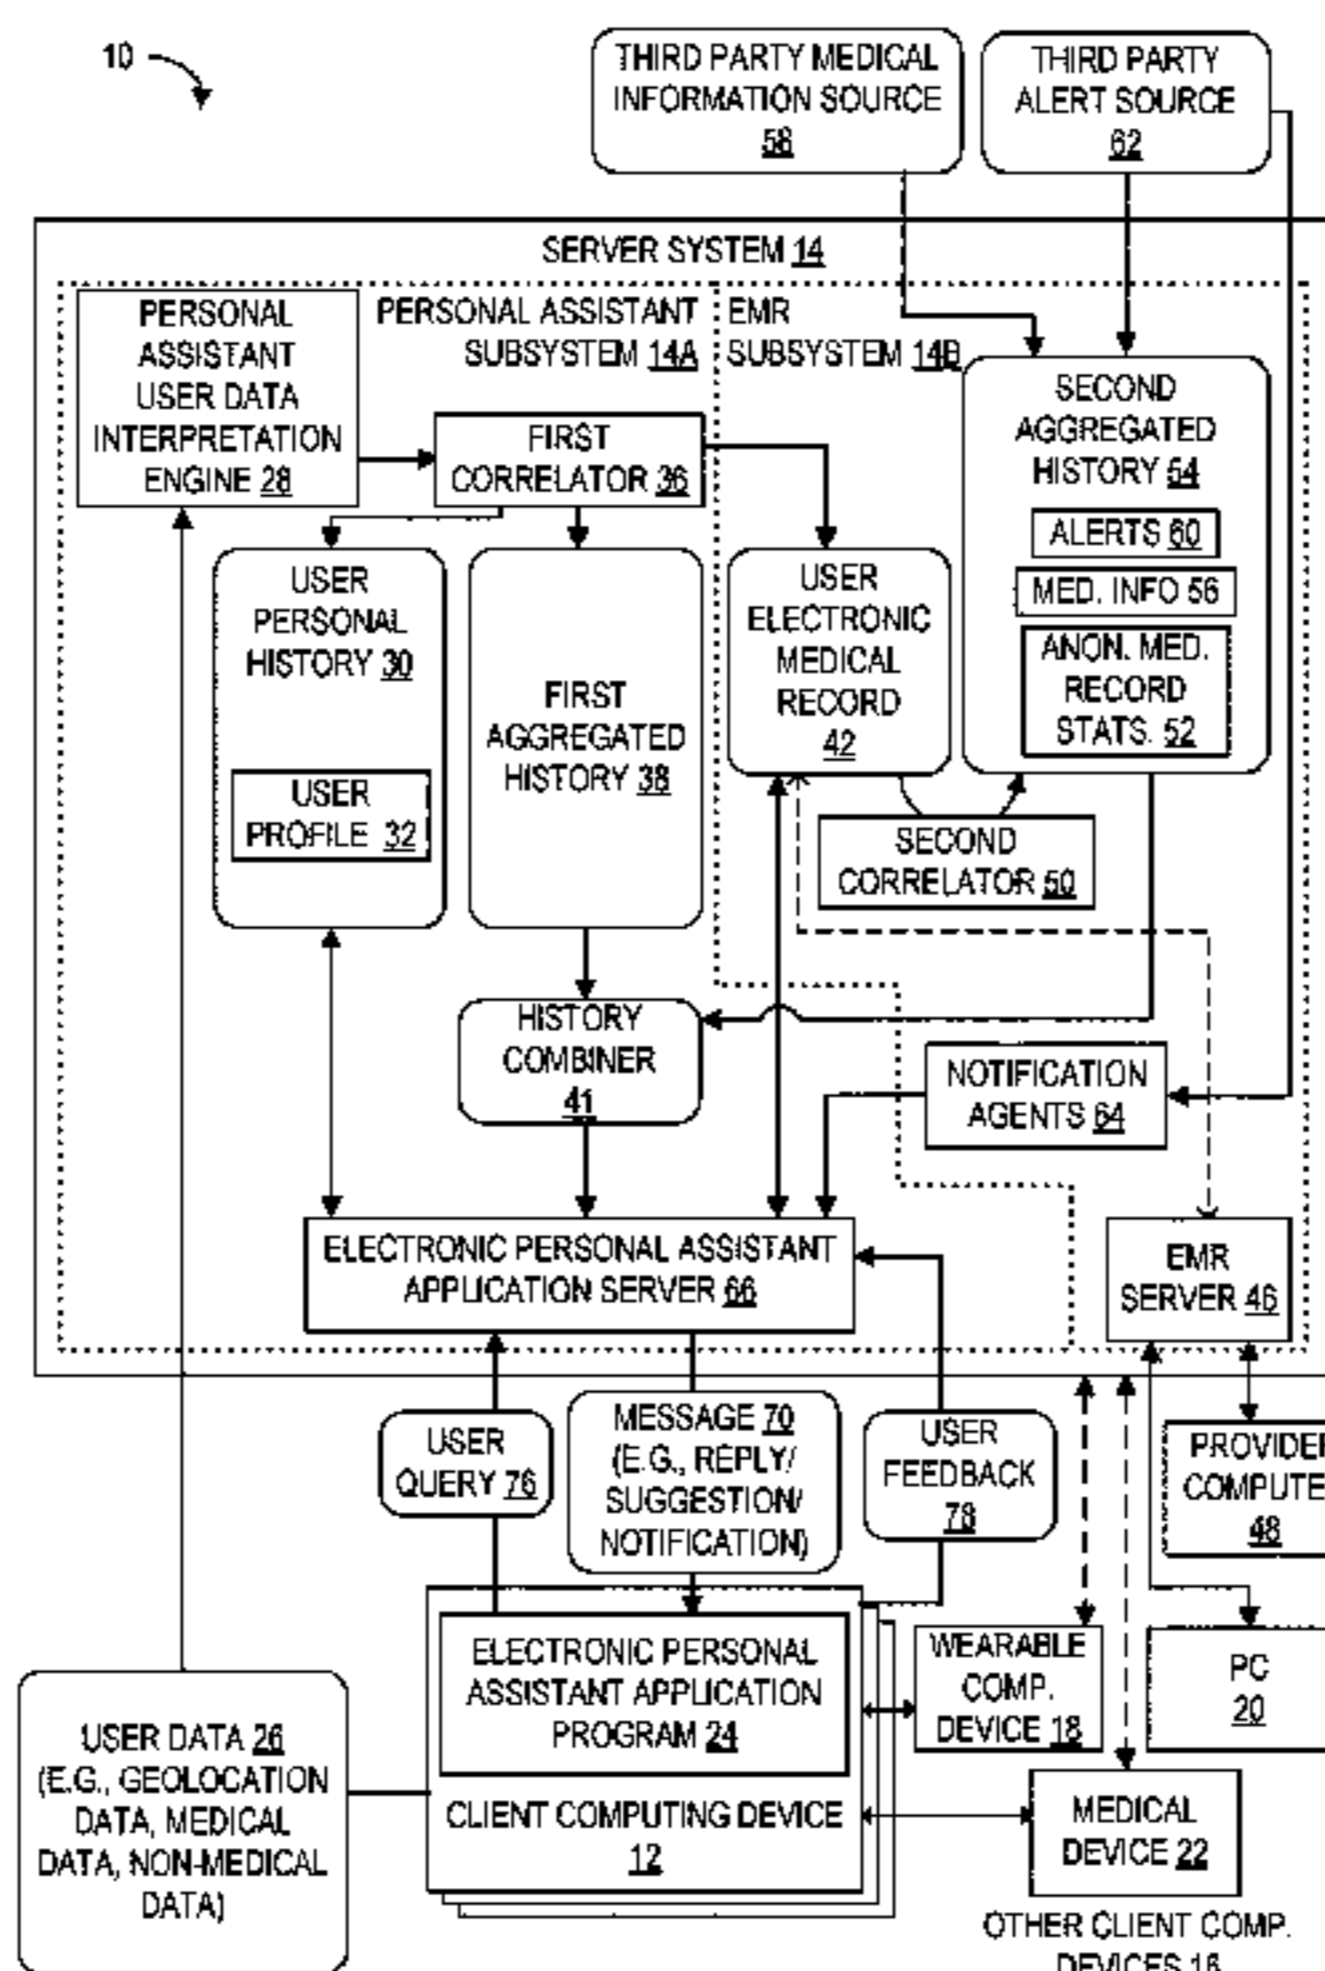 10
THIRD PARTY MEDICAL
INFORMATION SOURCE
58
THIRD PARTY
ALERT SOURCE
62
SERVER SYSTEM 14
PERSONAL
ASSISTANT
USER DATA
INTERPRETATION
ENGINE 28
PERSONAL ASSISTANT
SUBSYSTEM 14A
EMR
SUBSYSTEM 14B
FIRST
CORRELATOR 36
SECOND
AGGREGATED
HISTORY 54
ALERTS 60
MED. INFO 56
ANON. MED.
RECORD
STATS. 52
USER
PERSONAL
HISTORY 30
USER
PROFILE 32
FIRST
AGGREGATED
HISTORY 38
USER
ELECTRONIC
MEDICAL
RECORD
42
SECOND
CORRELATOR 50
HISTORY
COMBINER
41
NOTIFICATION
AGENTS 64
ELECTRONIC PERSONAL ASSISTANT
APPLICATION SERVER 66
EMR
SERVER 46
USER
QUERY 76
MESSAGE 70
(E.G., REPLY/
SUGGESTION/
NOTIFICATION)
USER
FEEDBACK
78
PROVIDER
COMPUTE
48
ELECTRONIC PERSONAL
ASSISTANT APPLICATION
PROGRAM 24
CLIENT COMPUTING DEVICE
12
WEARABLE
COMP.
DEVICE 18
PC
20
USER DATA 26
(E.G., GEOLOCATION
DATA, MEDICAL
DATA, NON-MEDICAL
DATA)
MEDICAL
DEVICE 22
OTHER CLIENT COMP.
DEVICES 16